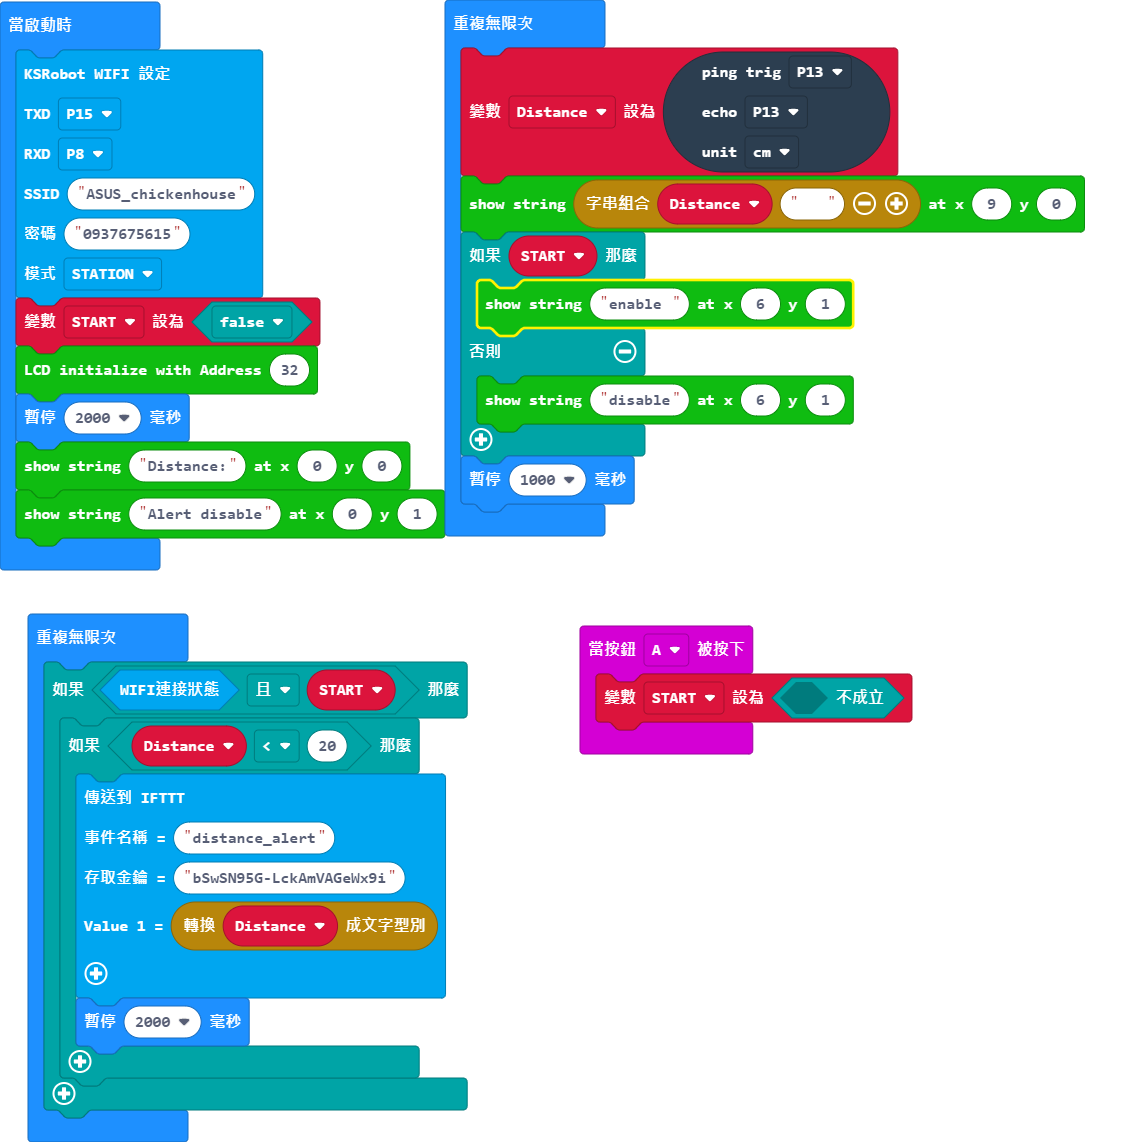 當啟動時
KSRobot WIFI 設定
TXD P15
RXD P8
SSID "ASUS_chickenhouse"
密碼 "0937675615"
模式 STATION
變數 START 設為 false
LCD initialize with Address 32
暫停 2000 毫秒
show string "Distance:" at x 0 y 0
show string "Alert disable" at x 0 y 1
重複無限次
變數 Distance 設為 ping trig P13
echo P13
unit cm
show string 字串組合 Distance " " at x 9 y 0
如果 START 那麼
show string "enable " at x 6 y 1
否則
show string "disable" at x 6 y 1
暫停 1000 毫秒
重複無限次
如果 WIFI連接狀態 且 START 那麼
如果 Distance < 20 那麼
傳送到 IFTTT
事件名稱 = "distance_alert"
存取金鑰 = "bSwSN95G-LckAmVAGeWx9i"
Value 1 = 轉換 Distance 成文字型別
暫停 2000 毫秒
當按鈕 A 被按下
變數 START 設為 不成立